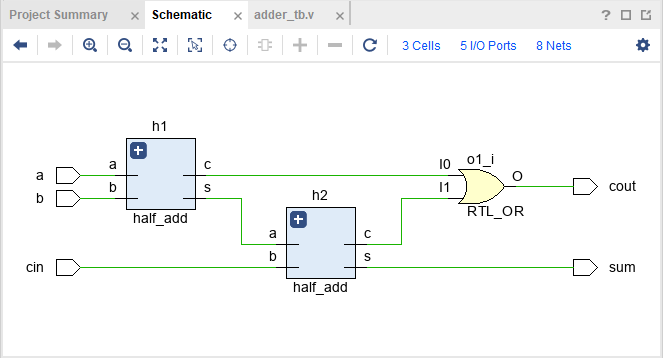 Project Summary × Schematic × adder_tb.v × ?
3 Cells 5 I/O Ports 8 Nets
h1
a a c I0 o1_i
b b s I1 O cout
half_add h2 RTL_OR
a c
cin b s sum
half_add